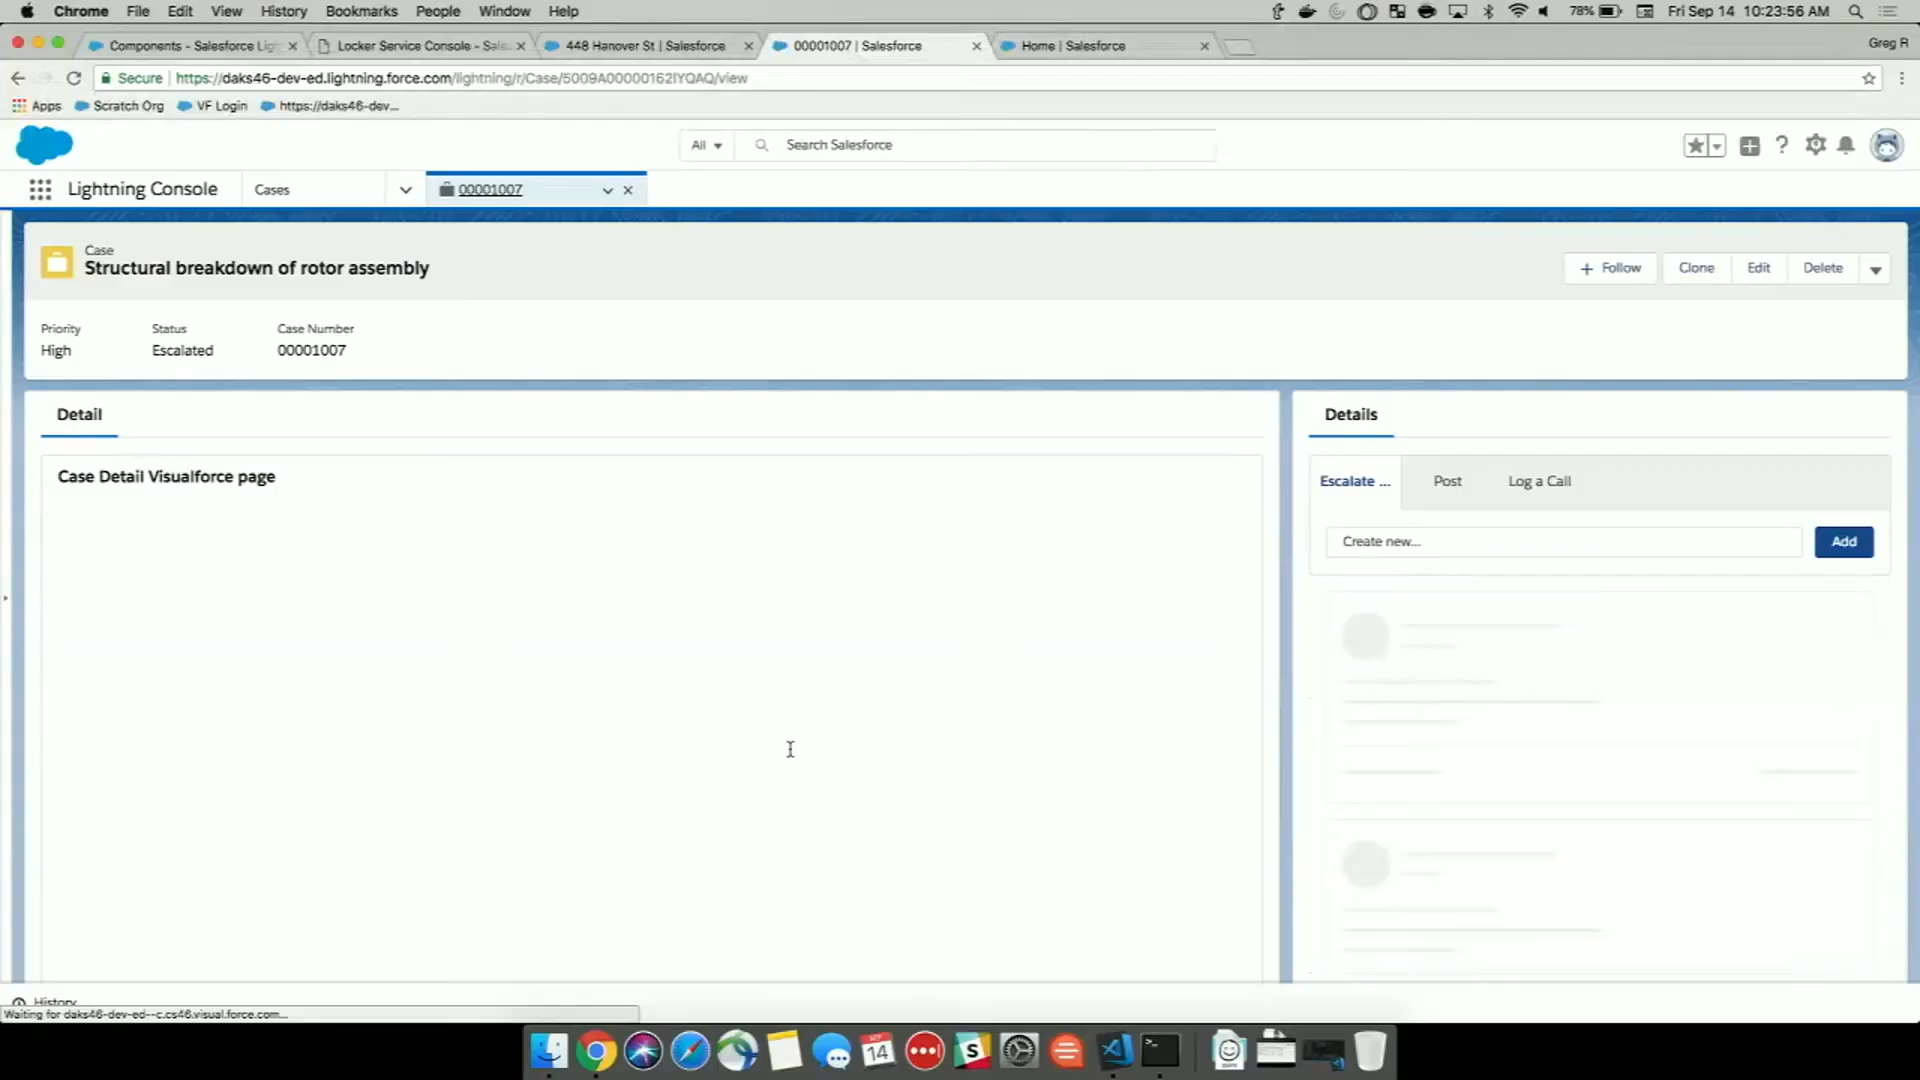 Chrome File Edit View History Bookmarks People Window Help 78% Fri Sep 14 10:23:56 AM
Components - Salesforce Lig Locker Service Console - Sale 448 Hanover St | Salesforce 00001007 | Salesforce Home | Salesforce Greg R
Secure https://daks46-dev-ed.lightning.force.com/lightning/r/Case/5009A00000162lYQAQ/view
Apps Scratch Org VF Login https://daks46-dev...
All Search Salesforce
Lightning Console Cases 00001007
Case
Structural breakdown of rotor assembly
+ Follow Clone Edit Delete
Priority Status Case Number
High Escalated 00001007
Detail Details
Case Detail Visualforce page
Escalate ... Post Log a Call
Create new... Add
History
Waiting for daks46-dev-ed--c.cs46.visual.force.com...
14